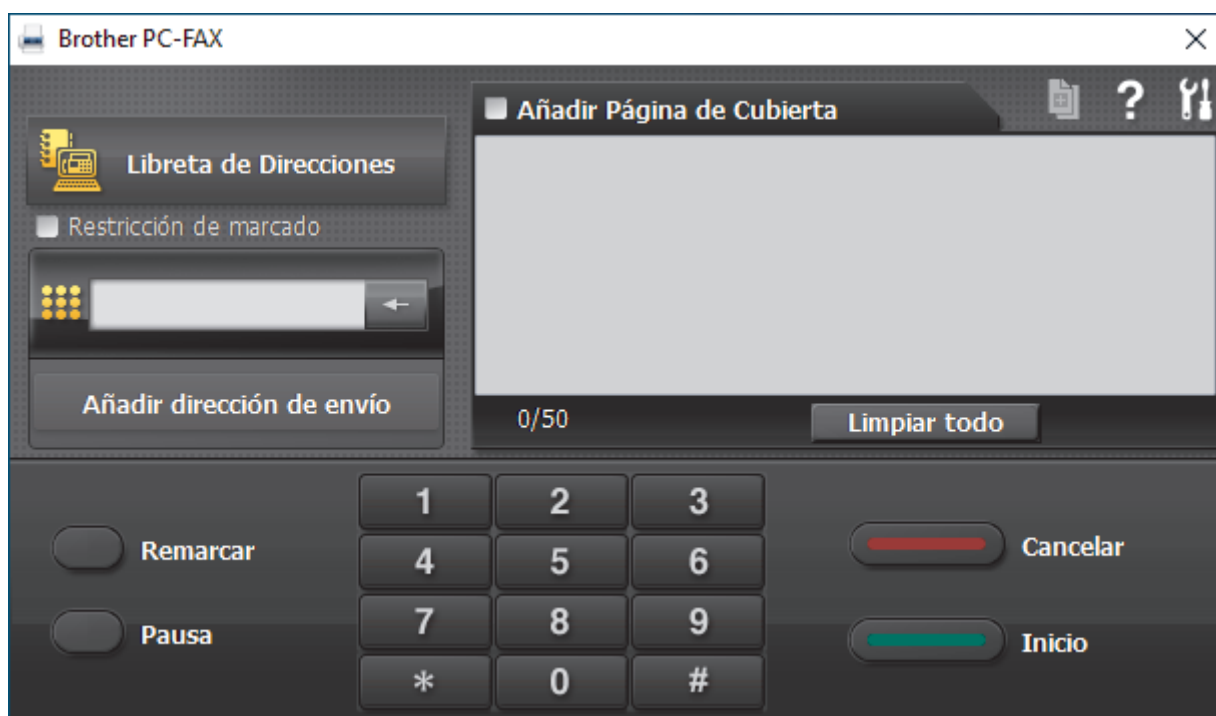 Brother PC-FAX
Añadir Página de Cubierta
?
Libreta de Direcciones
Restricción de marcado
Añadir dirección de envío
0/50
Limpiar todo
1 2 3
Remarcar
4 5 6
Cancelar
7 8 9
Pausa
Inicio
* 0 #